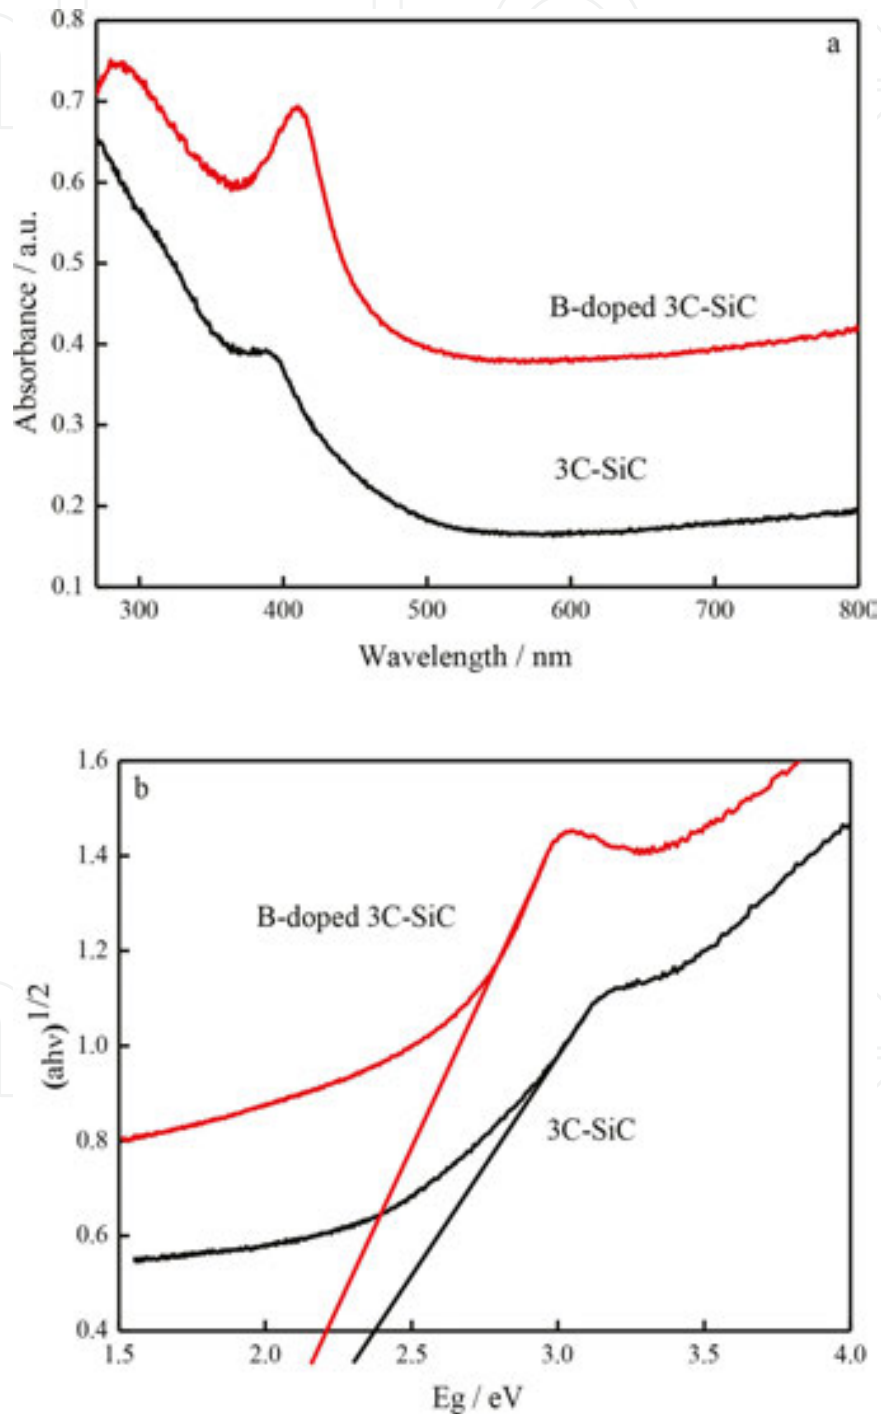 a
0.8
0.7
0.6
0.5
0.4
0.3
0.2
0.1
Absorbance / a.u.
B-doped 3C-SiC
3C-SiC
300 400 500 600 700 800
Wavelength / nm
b
1.6
1.4
1.2
1.0
0.8
0.6
0.4
(ahν)1/2
B-doped 3C-SiC
3C-SiC
1.5 2.0 2.5 3.0 3.5 4.0
Eg / eV